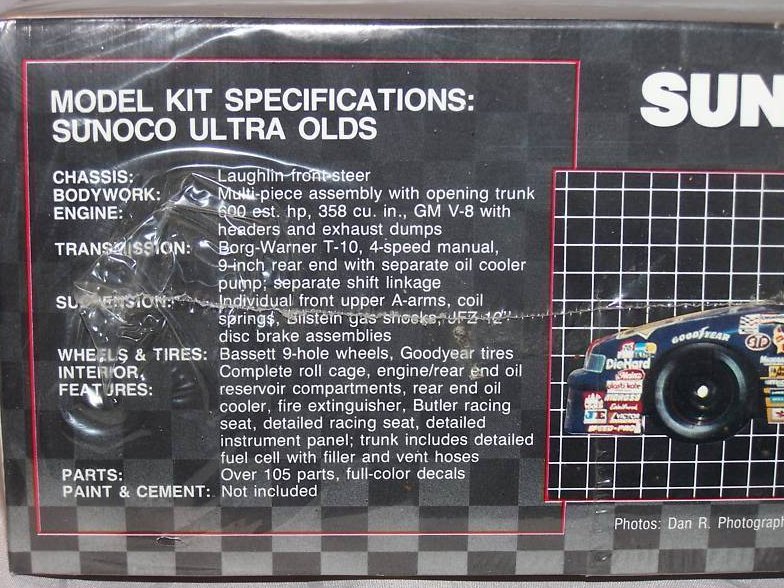 MODEL KIT SPECIFICATIONS:
SUNOCO ULTRA OLDS
CHASSIS: Laughlin front-steer
BODYWORK: Multi-piece assembly with opening trunk
ENGINE: 600 est. hp, 358 cu. in., GM V-8 with
headers and exhaust dumps
TRANSMISSION: Borg-Warner T-10, 4-speed manual,
9-inch rear end with separate oil cooler
pump; separate shift linkage
SUSPENSION: Individual front upper A-arms, coil
springs, Bilstein gas shocks, JFZ 12"
disc brake assemblies
WHEELS & TIRES: Bassett 9-hole wheels, Goodyear tires
INTERIOR, Complete roll cage, engine/rear end oil
FEATURES: reservoir compartments, rear end oil
cooler, fire extinguisher, Butler racing
seat, detailed racing seat, detailed
instrument panel; trunk includes detailed
fuel cell with filler and vent hoses
PARTS: Over 105 parts, full-color decals
PAINT & CEMENT: Not included
SUN
GOODYEAR
STP
DieHard
SPEED-PRO
Photos: Dan R. Photograph